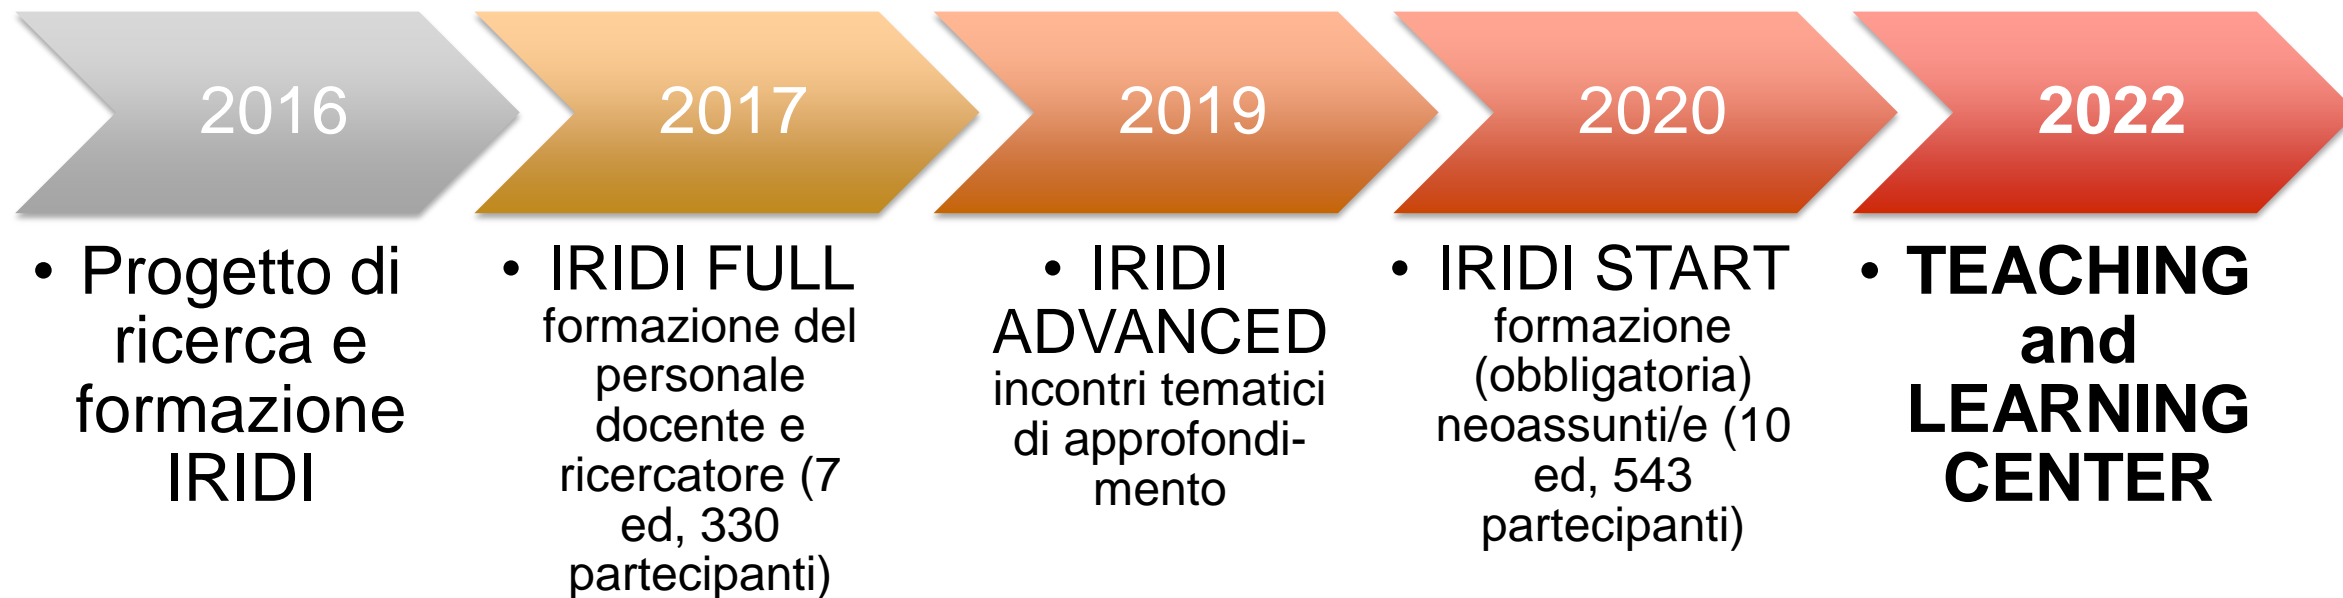 2016
2017
2019
2020
2022
• Progetto di
ricerca e
formazione
IRIDI
• IRIDI FULL
formazione del
personale
docente e
ricercatore (7
ed, 330
partecipanti)
• IRIDI
ADVANCED
incontri tematici
di approfondi-
mento
• IRIDI START
formazione
(obbligatoria)
neoassunti/e (10
ed, 543
partecipanti)
• TEACHING
and
LEARNING
CENTER